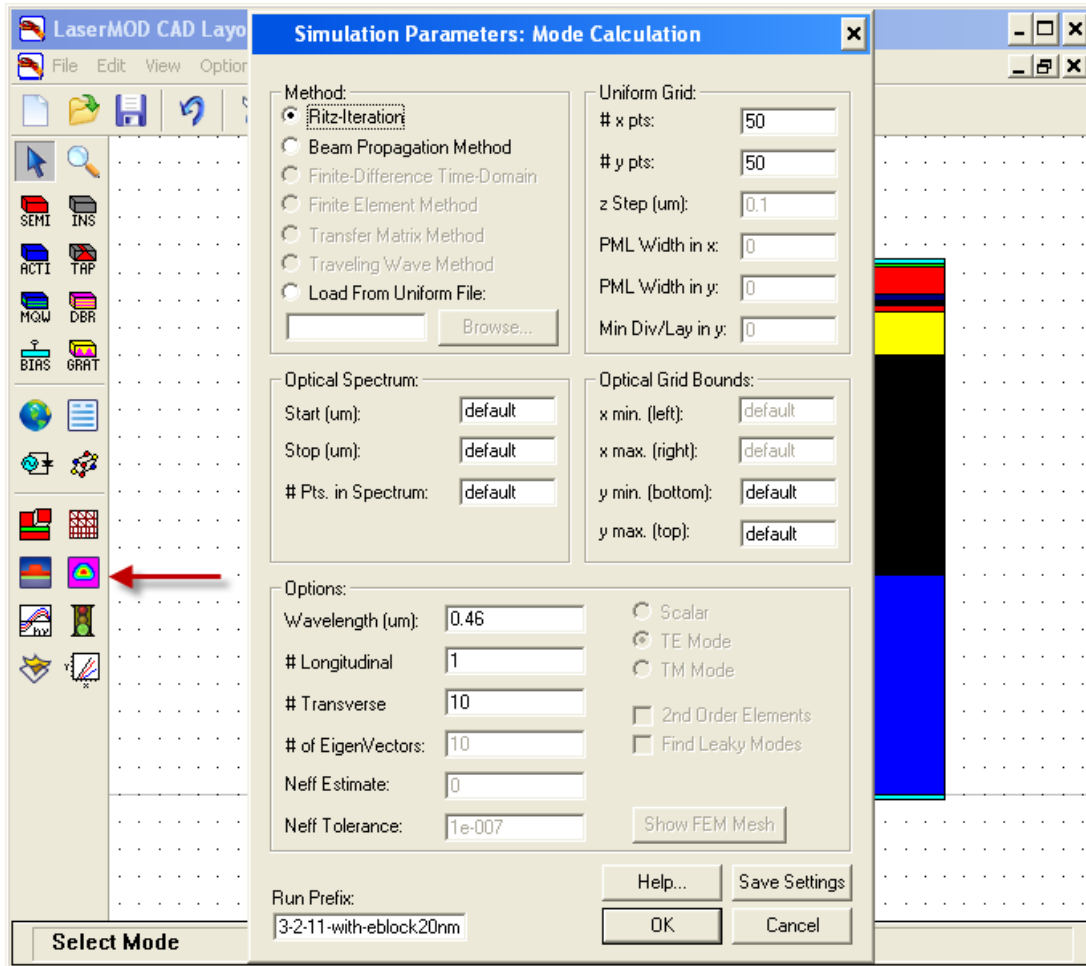 LaserMOD CAD Layo
File Edit View Option
SEMI INS
ACTI TAP
MQW DBR
BIAS GRAT
hv
Y
x
Select Mode
Simulation Parameters: Mode Calculation
Method:
Ritz-Iteration
Beam Propagation Method
Finite-Difference Time-Domain
Finite Element Method
Transfer Matrix Method
Traveling Wave Method
Load From Uniform File:
Browse...
Uniform Grid:
# x pts: 50
# y pts: 50
z Step (um): 0.1
PML Width in x: 0
PML Width in y: 0
Min Div/Lay in y: 0
Optical Spectrum:
Start (um): default
Stop (um): default
# Pts. in Spectrum: default
Optical Grid Bounds:
x min. (left): default
x max. (right): default
y min. (bottom): default
y max. (top): default
Options:
Wavelength (um): 0.46
# Longitudinal 1
# Transverse 10
# of EigenVectors: 10
Neff Estimate: 0
Neff Tolerance: 1e-007
Scalar
TE Mode
TM Mode
2nd Order Elements
Find Leaky Modes
Show FEM Mesh
Run Prefix:
3-2-11-with-eblock20nm
Help... Save Settings
OK Cancel